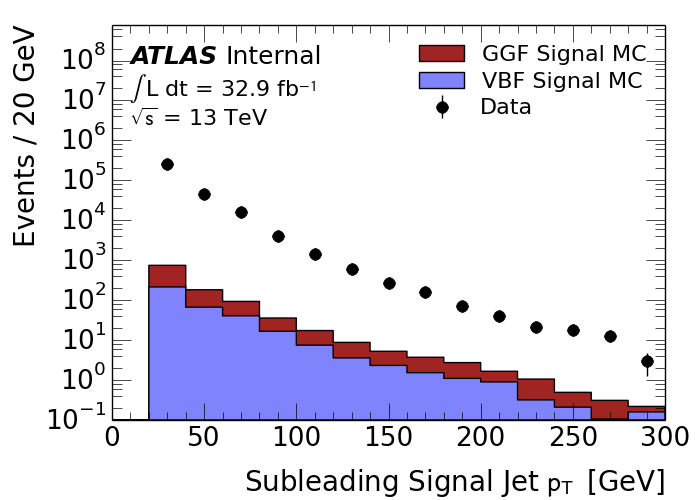 ATLAS Internal
∫L dt = 32.9 fb⁻¹
√s = 13 TeV
GGF Signal MC
VBF Signal MC
Data
Events / 20 GeV
10⁸
10⁷
10⁶
10⁵
10⁴
10³
10²
10¹
10⁰
10⁻¹
0 50 100 150 200 250 300
Subleading Signal Jet p_T [GeV]